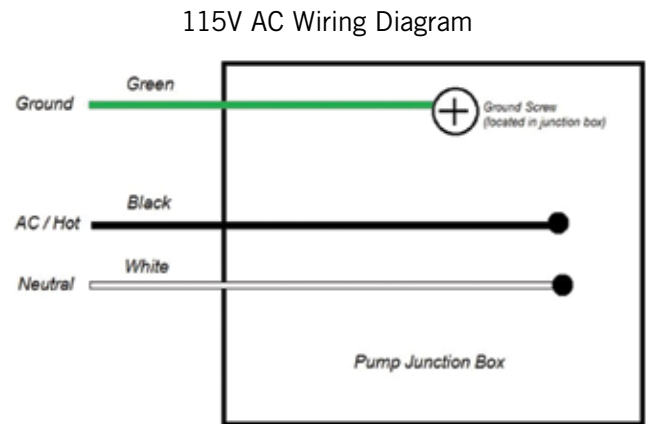 115V AC Wiring Diagram
Green
Ground
Ground Screw
(located in junction box)
Black
AC / Hot
White
Neutral
Pump Junction Box